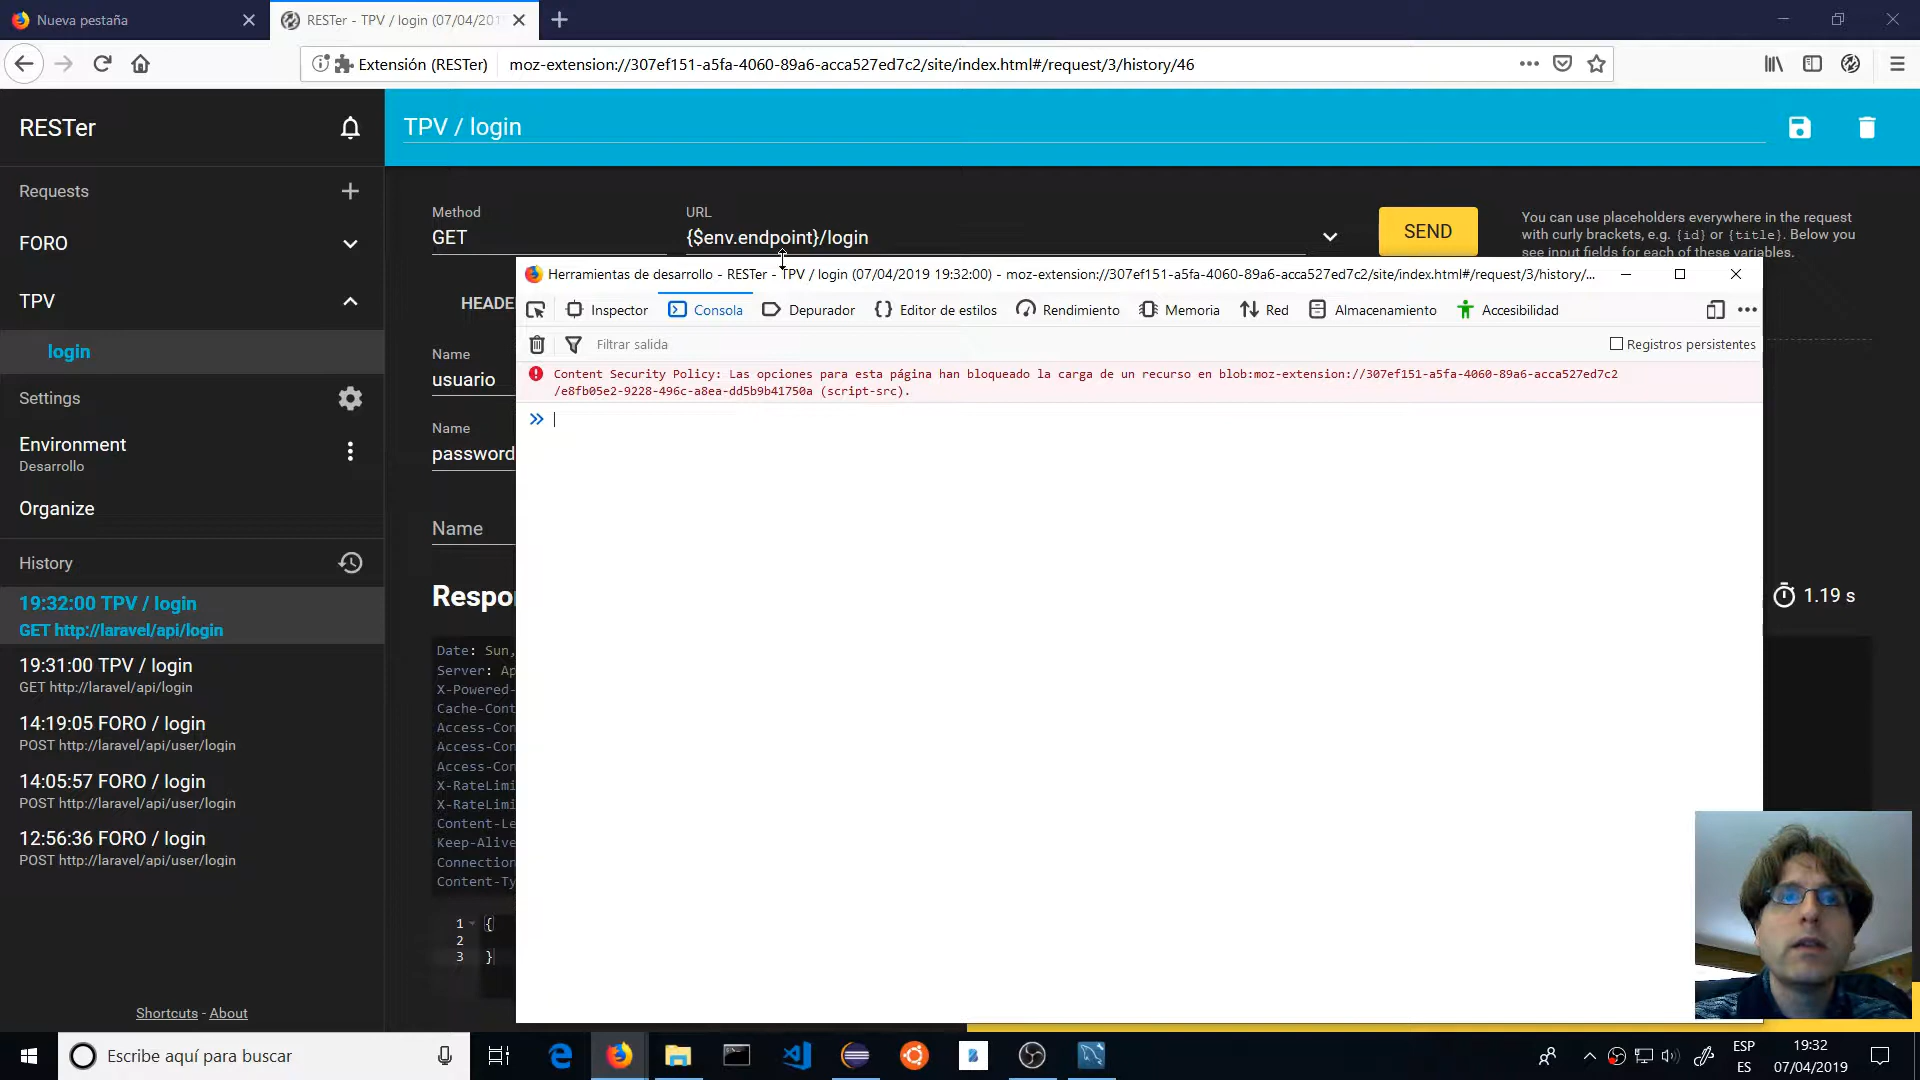 Nueva pestaña
RESTer - TPV / login (07/04/201
Extensión (RESTer)
moz-extension://307ef151-a5fa-4060-89a6-acca527ed7c2/site/index.html#/request/3/history/46
RESTer
TPV / login
Requests
FORO
TPV
login
Settings
Environment
Desarrollo
Organize
History
19:32:00 TPV / login
GET http://laravel/api/login
19:31:00 TPV / login
GET http://laravel/api/login
14:19:05 FORO / login
POST http://laravel/api/user/login
14:05:57 FORO / login
POST http://laravel/api/user/login
12:56:36 FORO / login
POST http://laravel/api/user/login
Shortcuts - About
Method
GET
URL
{$env.endpoint}/login
SEND
You can use placeholders everywhere in the request
with curly brackets, e.g. {id} or {title}. Below you
see input fields for each of these variables.
HEADE
Name
usuario
Name
password
Name
Respo
1.19 s
Date: Sun,
Server: Ap
X-Powered-
Cache-Cont
Access-Con
Access-Con
Access-Con
X-RateLimi
X-RateLimi
Content-Le
Keep-Alive
Connection
Content-Ty
1 {
2
3 }
Herramientas de desarrollo - RESTer - TPV / login (07/04/2019 19:32:00) - moz-extension://307ef151-a5fa-4060-89a6-acca527ed7c2/site/index.html#/request/3/history/...
Inspector
Consola
Depurador
Editor de estilos
Rendimiento
Memoria
Red
Almacenamiento
Accesibilidad
Filtrar salida
Registros persistentes
Content Security Policy: Las opciones para esta página han bloqueado la carga de un recurso en blob:moz-extension://307ef151-a5fa-4060-89a6-acca527ed7c2
/e8fb05e2-9228-496c-a8ea-dd5b9b41750a (script-src).
Escribe aquí para buscar
ESP
ES
19:32
07/04/2019